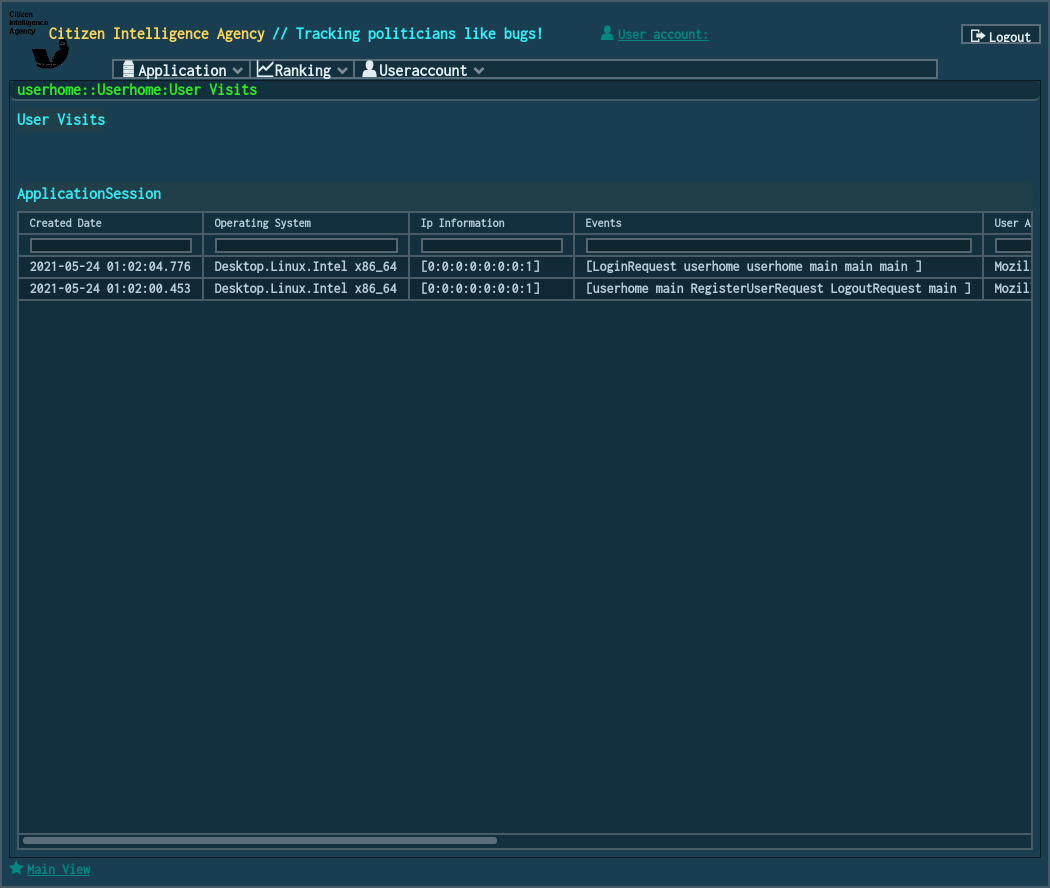 Citizen
Intelligence
Agency
Citizen Intelligence Agency // Tracking politicians like bugs!
User account:
Logout
Application
Ranking
Useraccount
userhome::Userhome:User Visits
User Visits
ApplicationSession
Created Date Operating System Ip Information Events User A
2021-05-24 01:02:04.776 Desktop.Linux.Intel x86_64 [0:0:0:0:0:0:0:1] [LoginRequest userhome userhome main main main ] Mozil
2021-05-24 01:02:00.453 Desktop.Linux.Intel x86_64 [0:0:0:0:0:0:0:1] [userhome main RegisterUserRequest LogoutRequest main ] Mozil
Main View